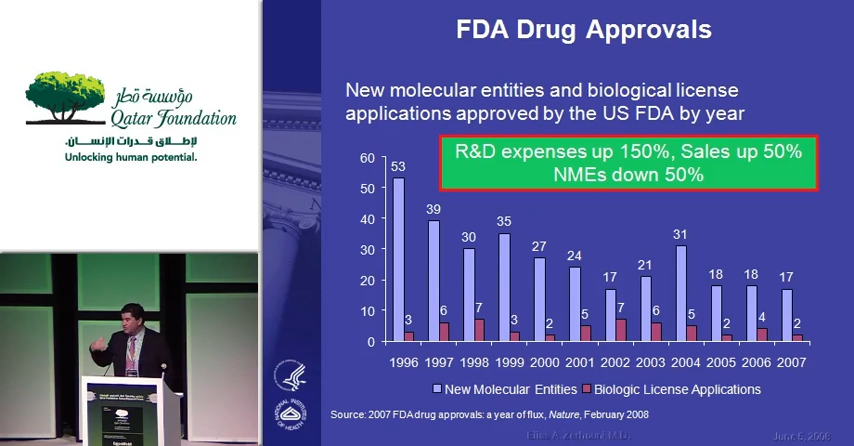 مؤسسة قطر
Qatar Foundation
لإطلاق قدرات الإنسان.
Unlocking human potential.
FDA Drug Approvals
New molecular entities and biological license
applications approved by the US FDA by year
R&D expenses up 150%, Sales up 50%
NMEs down 50%
60
50
40
30
20
10
0
53
39
30
35
27
24
17
21
31
18
18
17
3
6
7
3
2
5
7
6
5
2
4
2
1996 1997 1998 1999 2000 2001 2002 2003 2004 2005 2006 2007
New Molecular Entities Biologic License Applications
NATIONAL INSTITUTES OF HEALTH
Source: 2007 FDA drug approvals: a year of flux, Nature, February 2008
Elias A. Zerhouni M.D.